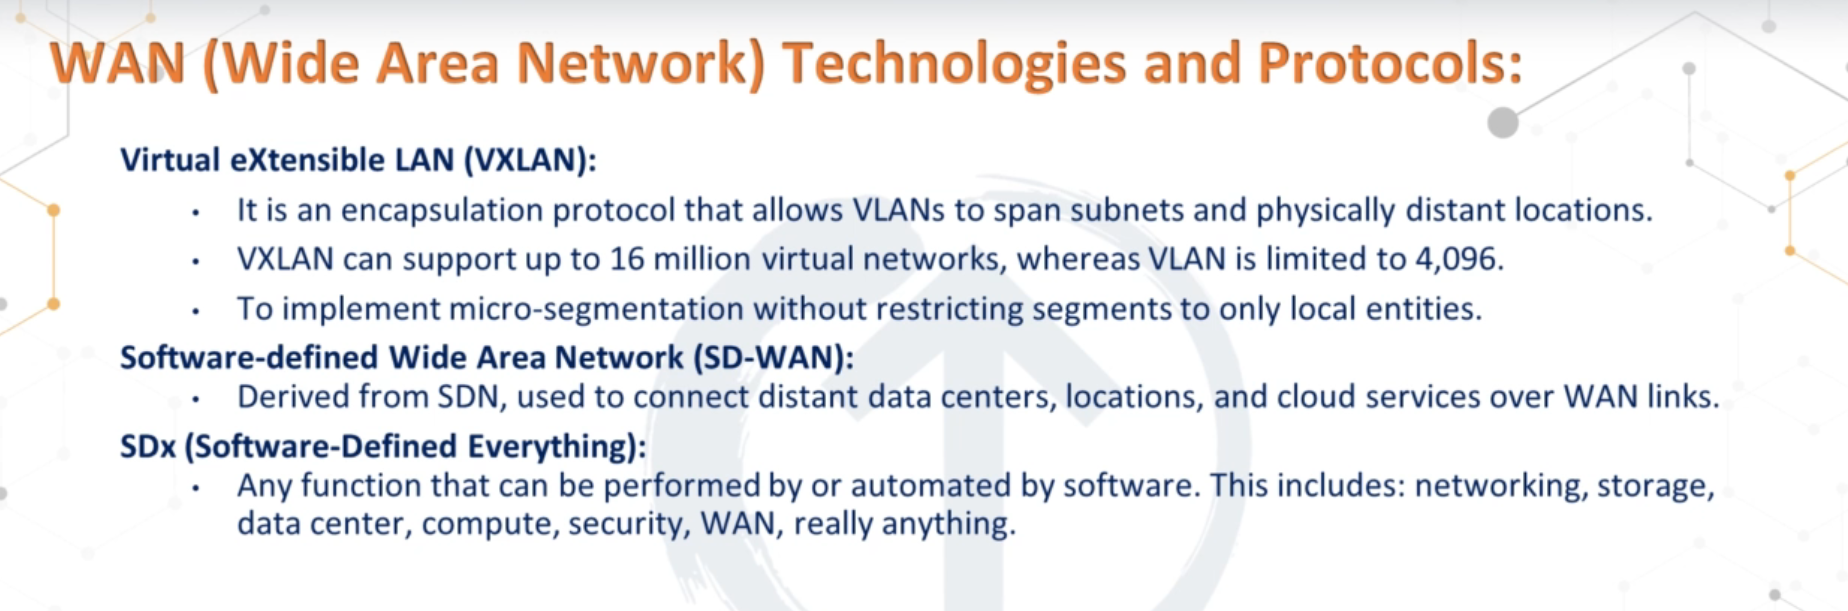 WAN (Wide Area Network) Technologies and Protocols:
Virtual eXtensible LAN (VXLAN):
· It is an encapsulation protocol that allows VLANs to span subnets and physically distant locations.
· VXLAN can support up to 16 million virtual networks, whereas VLAN is limited to 4,096.
· To implement micro-segmentation without restricting segments to only local entities.
Software-defined Wide Area Network (SD-WAN):
· Derived from SDN, used to connect distant data centers, locations, and cloud services over WAN links.
SDx (Software-Defined Everything):
· Any function that can be performed by or automated by software. This includes: networking, storage,
data center, compute, security, WAN, really anything.